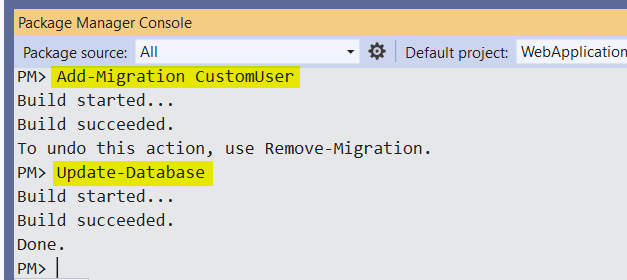 Package Manager Console
Package source: All Default project: WebApplication
PM> Add-Migration CustomUser
Build started...
Build succeeded.
To undo this action, use Remove-Migration.
PM> Update-Database
Build started...
Build succeeded.
Done.
PM>